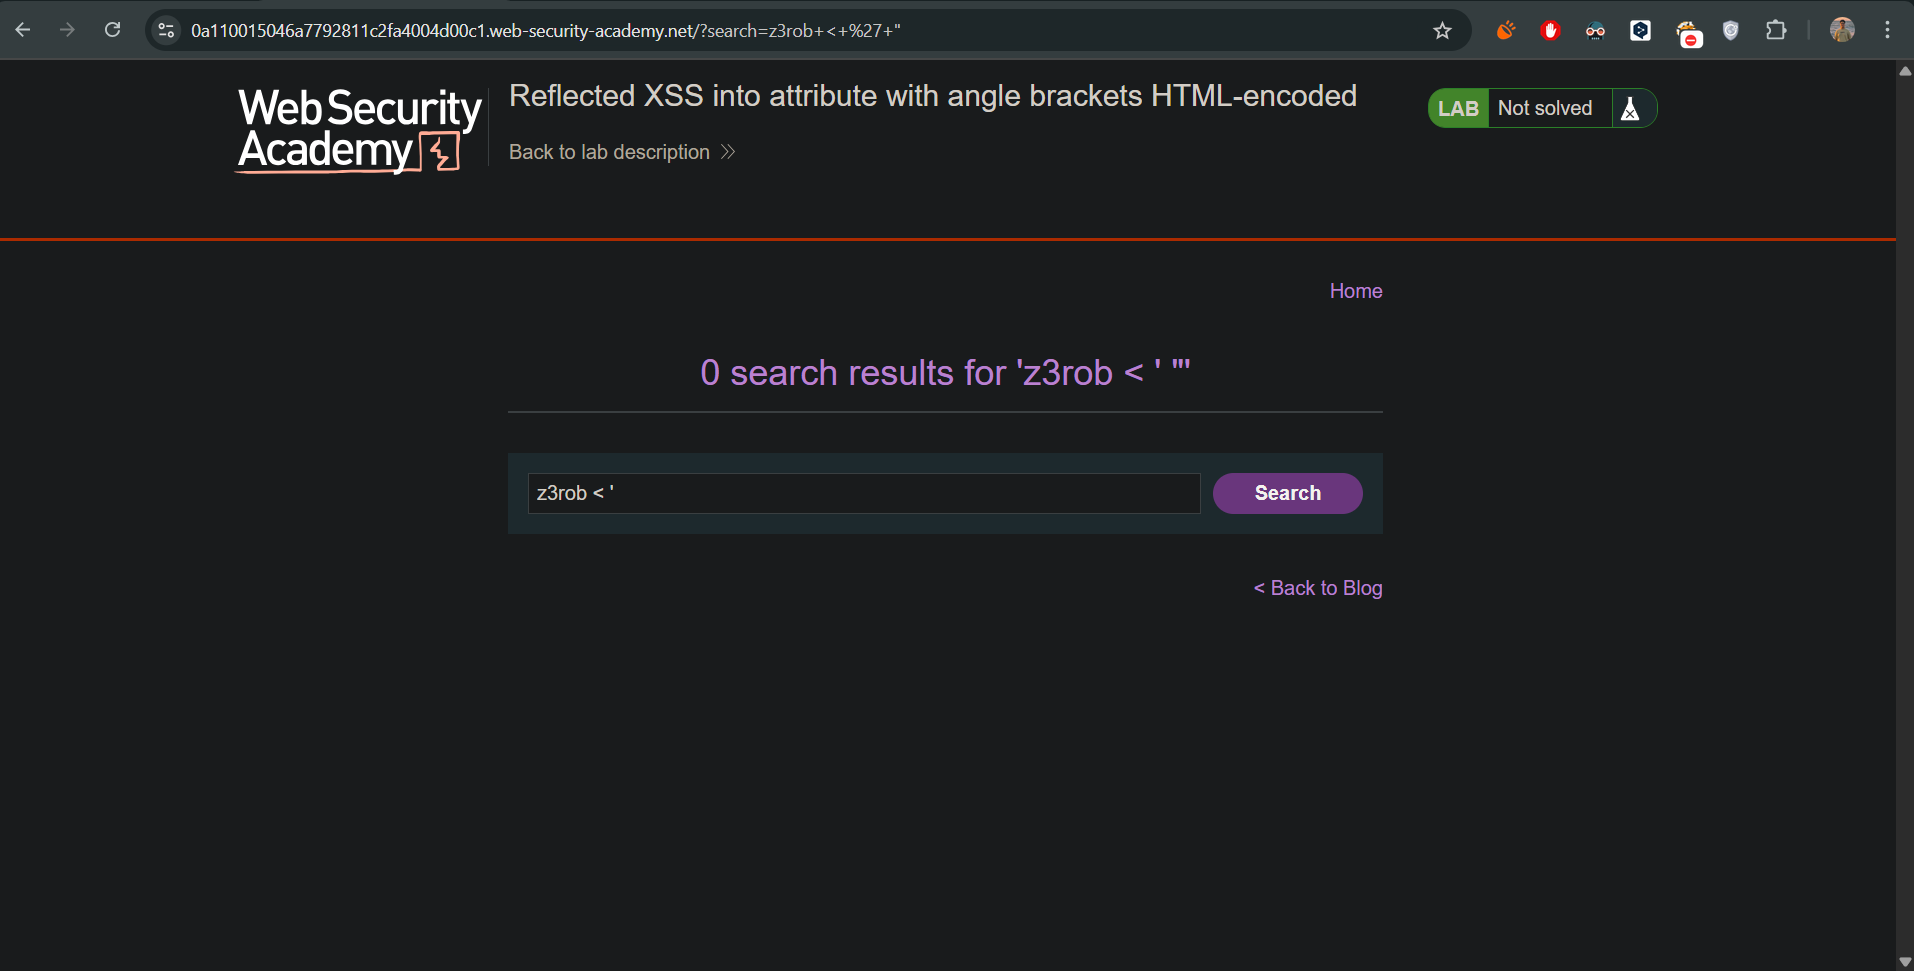 0a110015046a7792811c2fa4004d00c1.web-security-academy.net/?search=z3rob+<+%27+"
Web Security
Academy
Reflected XSS into attribute with angle brackets HTML-encoded
Back to lab description
LAB Not solved
Home
0 search results for 'z3rob < ' "'
z3rob < '
Search
< Back to Blog